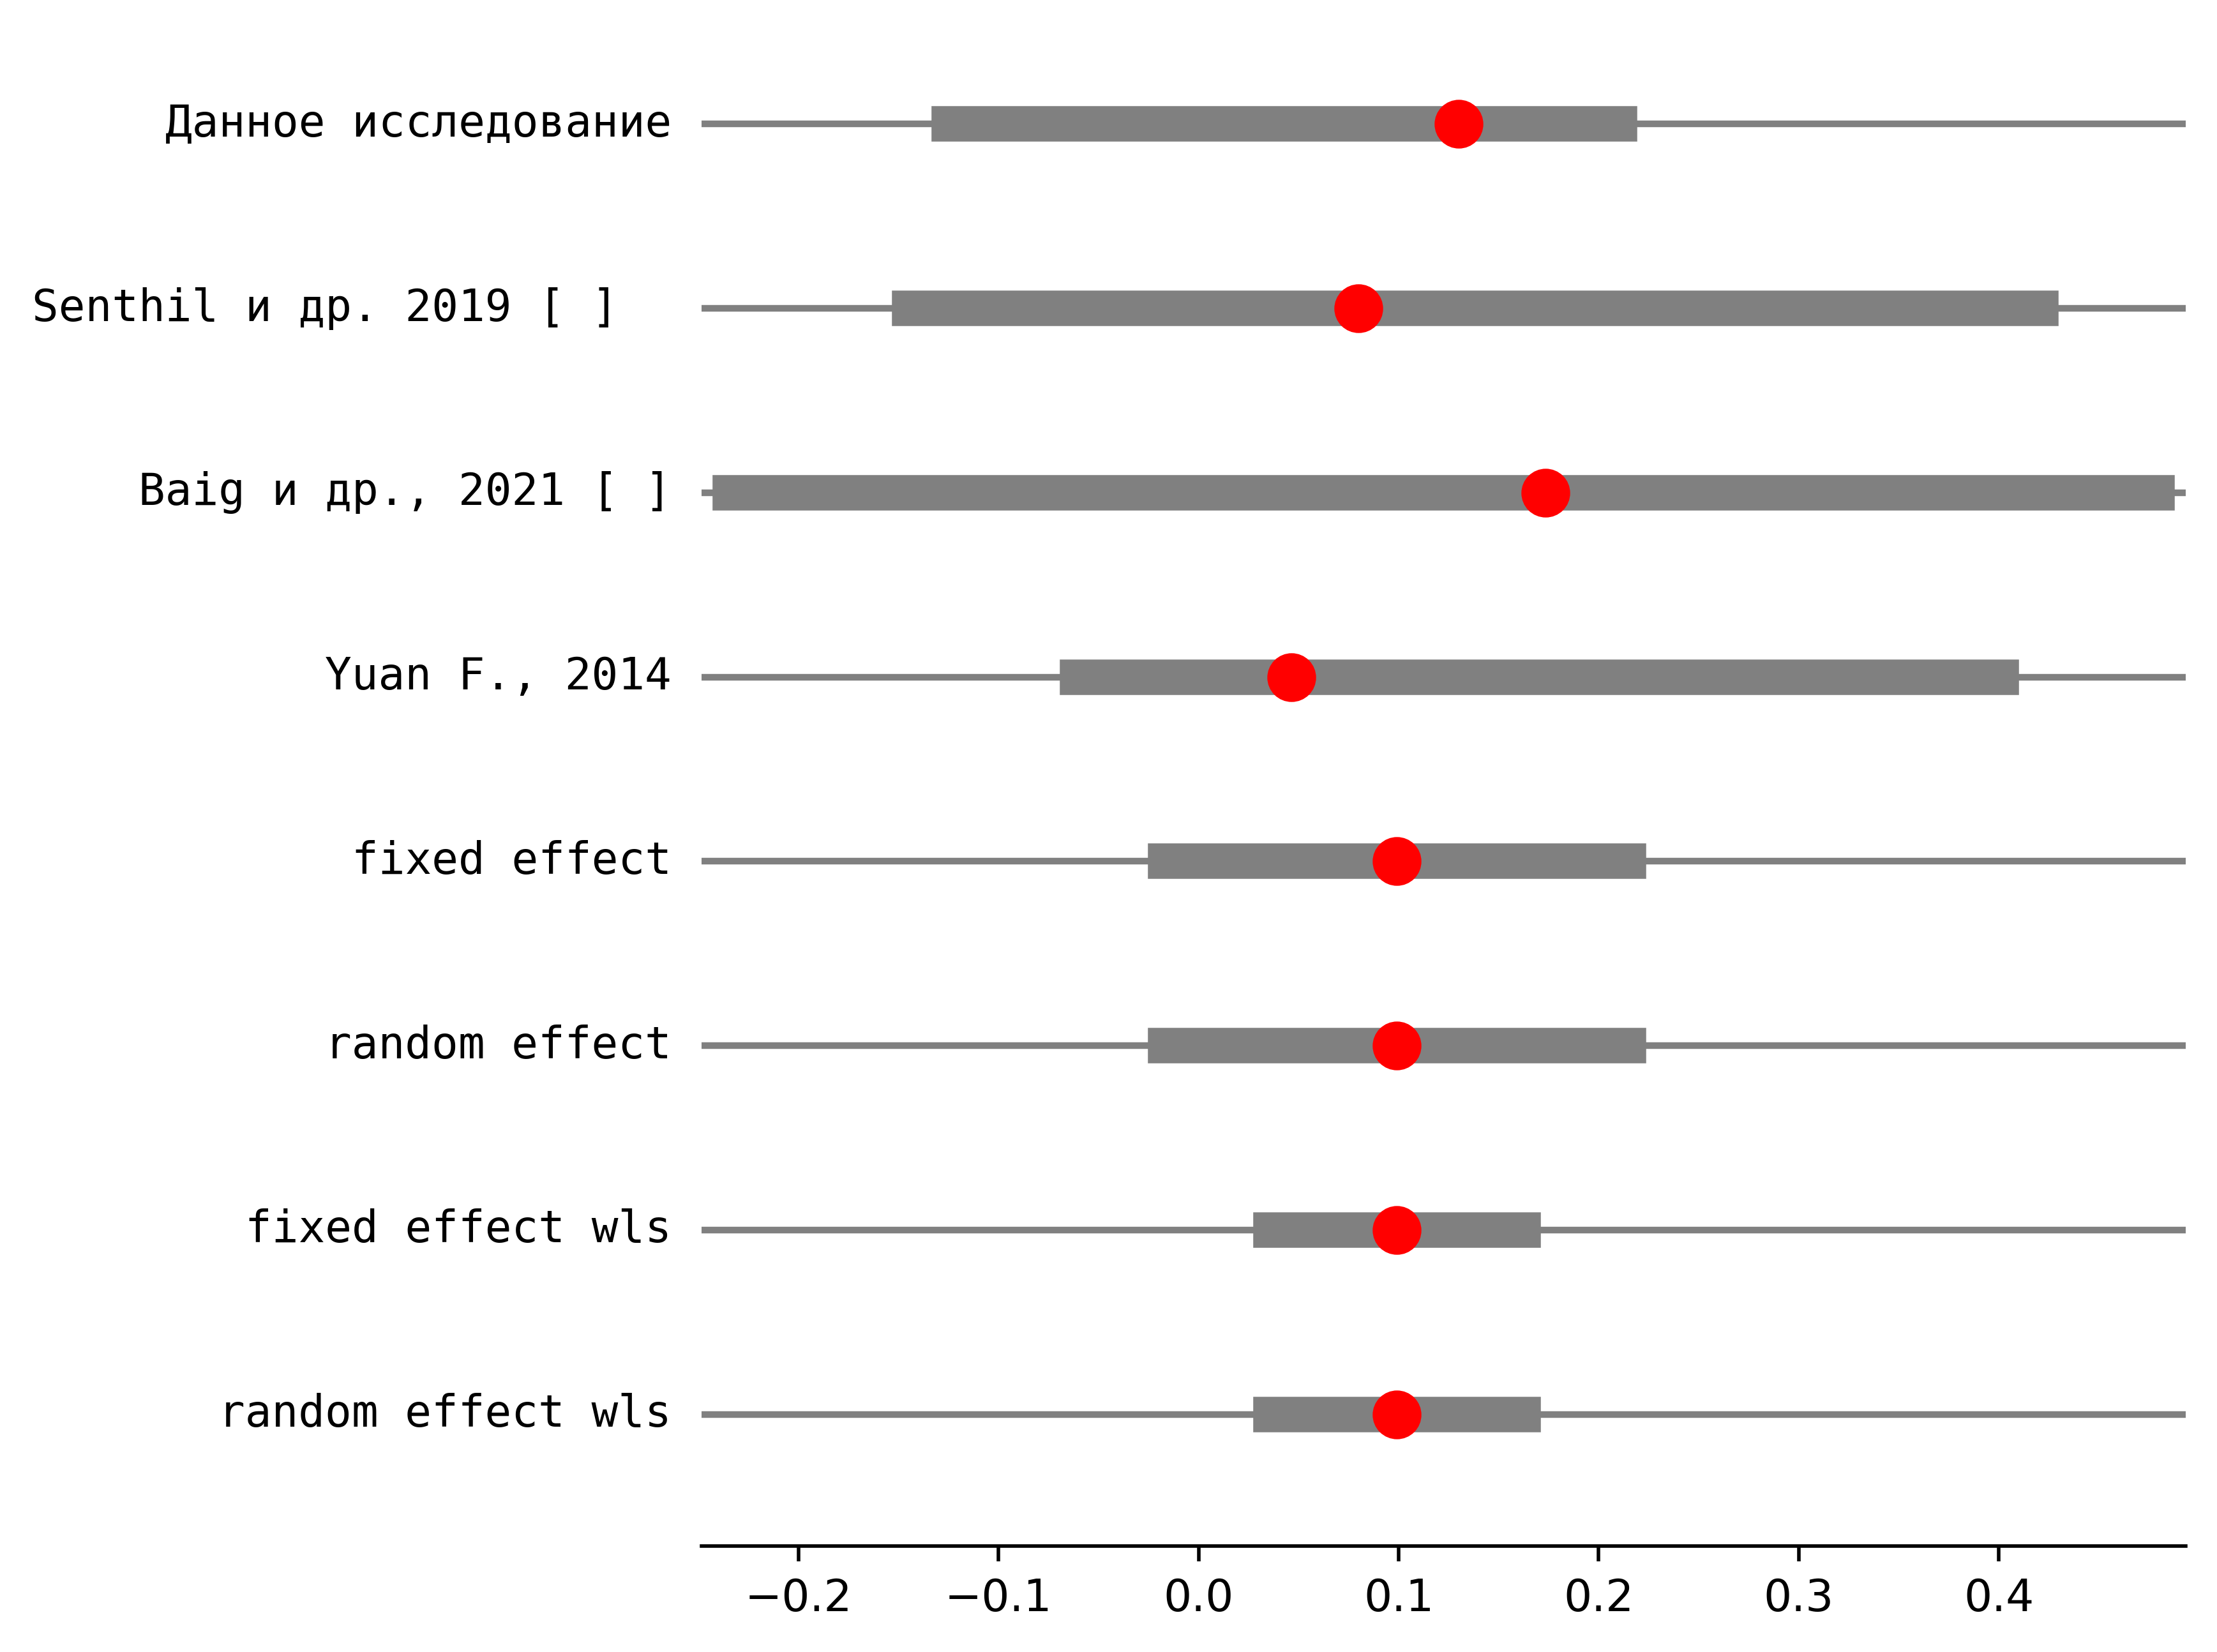 Данное исследование
Senthil и др. 2019 [ ]
Baig и др., 2021 [ ]
Yuan F., 2014
fixed effect
random effect
fixed effect wls
random effect wls
−0.2 −0.1 0.0 0.1 0.2 0.3 0.4